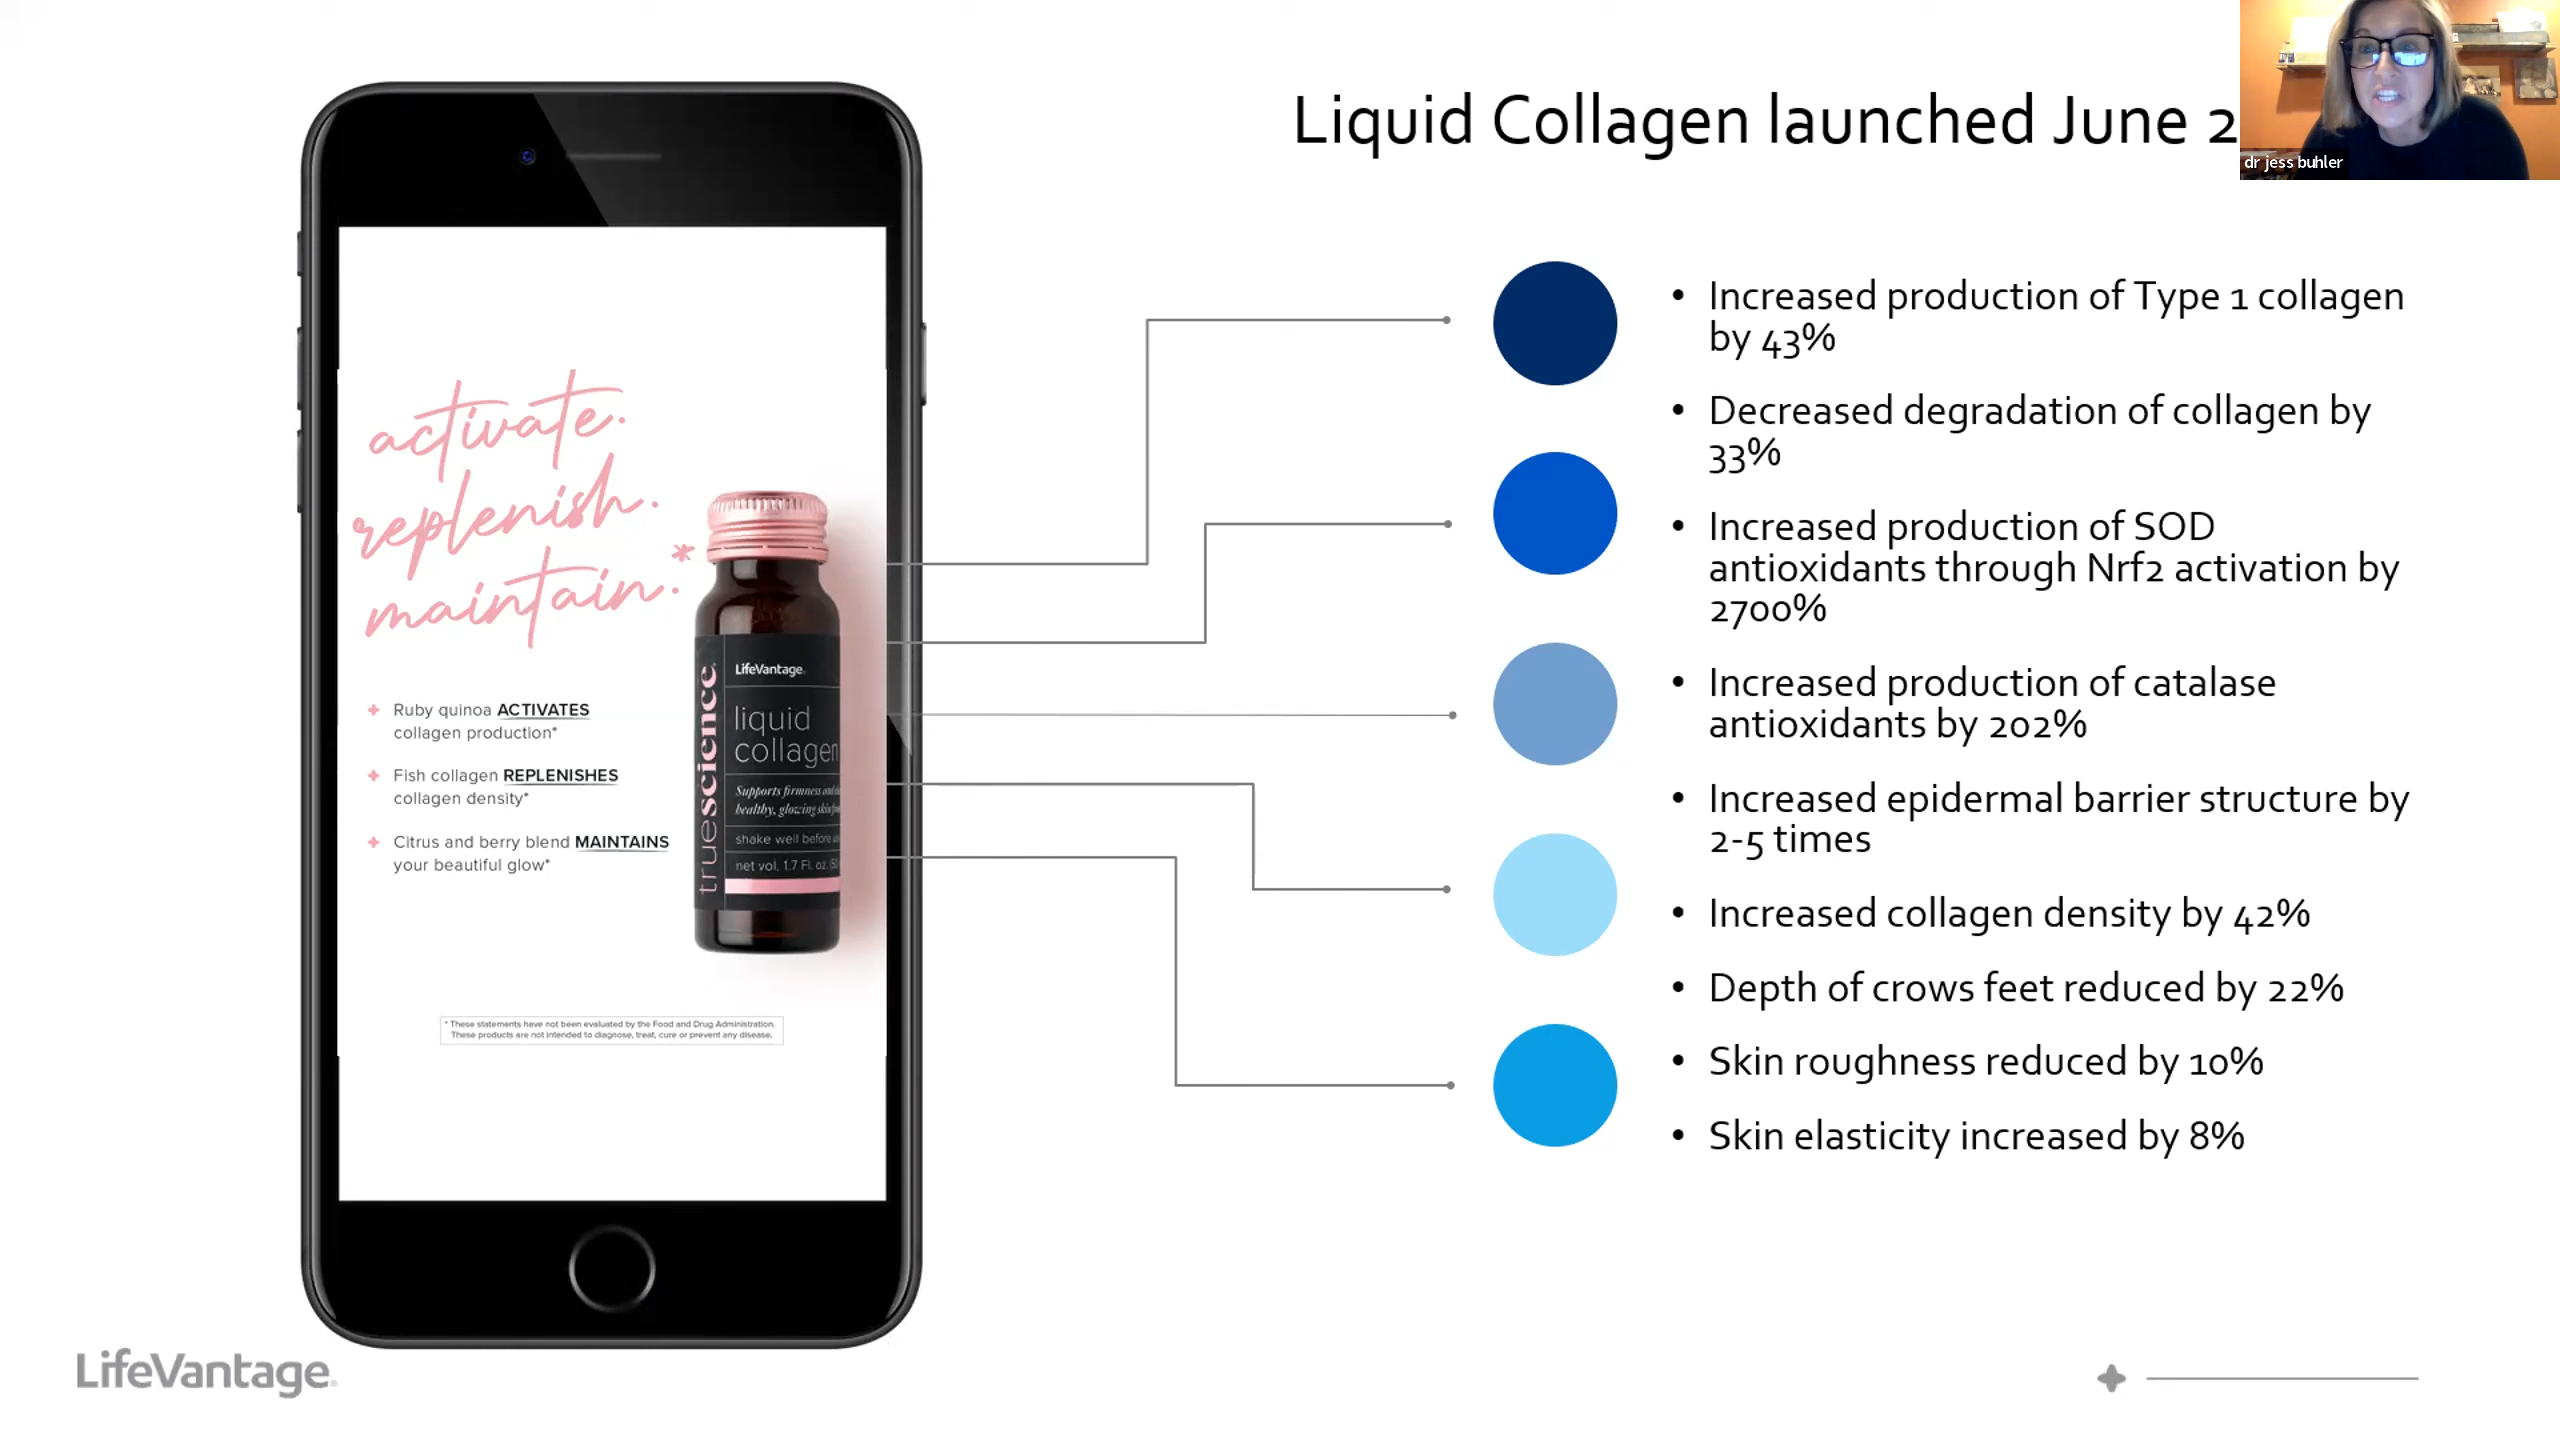 Liquid Collagen launched June 2
dr jess buhler
activate.
replenish.
maintain.*
Ruby quinoa ACTIVATES
collagen production*
Fish collagen REPLENISHES
collagen density*
Citrus and berry blend MAINTAINS
your beautiful glow*
truescience
LifeVantage
liquid
collagen
Supports firmness and
healthy, glowing skin
shake well before
net vol. 1.7 Fl. oz.
* These statements have not been evaluated by the Food and Drug Administration.
These products are not intended to diagnose, treat, cure or prevent any disease.
• Increased production of Type 1 collagen
by 43%
• Decreased degradation of collagen by
33%
• Increased production of SOD
antioxidants through Nrf2 activation by
2700%
• Increased production of catalase
antioxidants by 202%
• Increased epidermal barrier structure by
2-5 times
• Increased collagen density by 42%
• Depth of crows feet reduced by 22%
• Skin roughness reduced by 10%
• Skin elasticity increased by 8%
LifeVantage